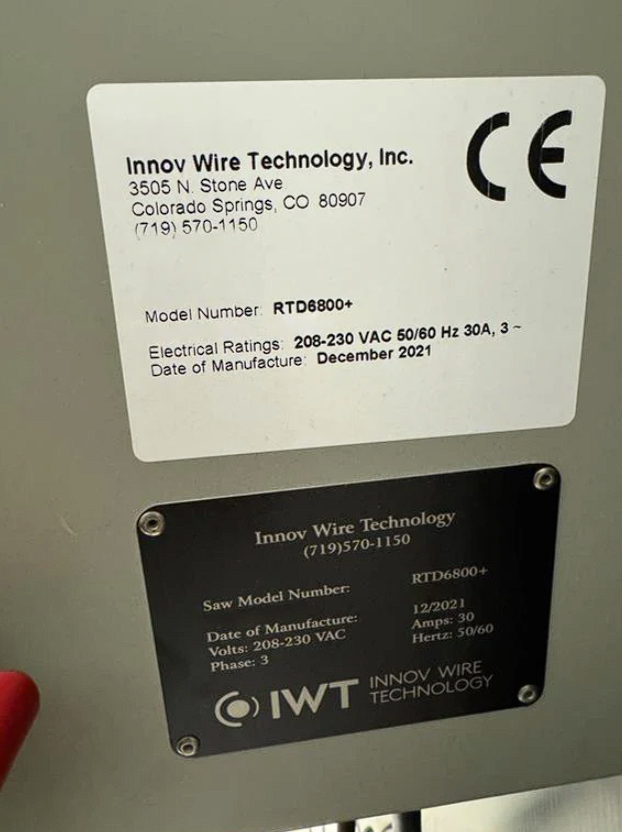 Innov Wire Technology, Inc.
3505 N. Stone Ave
Colorado Springs, CO 80907
(719) 570-1150
CE
Model Number: RTD6800+
Electrical Ratings: 208-230 VAC 50/60 Hz 30A, 3 ~
Date of Manufacture: December 2021
Innov Wire Technology
(719)570-1150
Saw Model Number: RTD6800+
Date of Manufacture: 12/2021
Volts: 208-230 VAC Amps: 30
Phase: 3 Hertz: 50/60
IWT INNOV WIRE
TECHNOLOGY